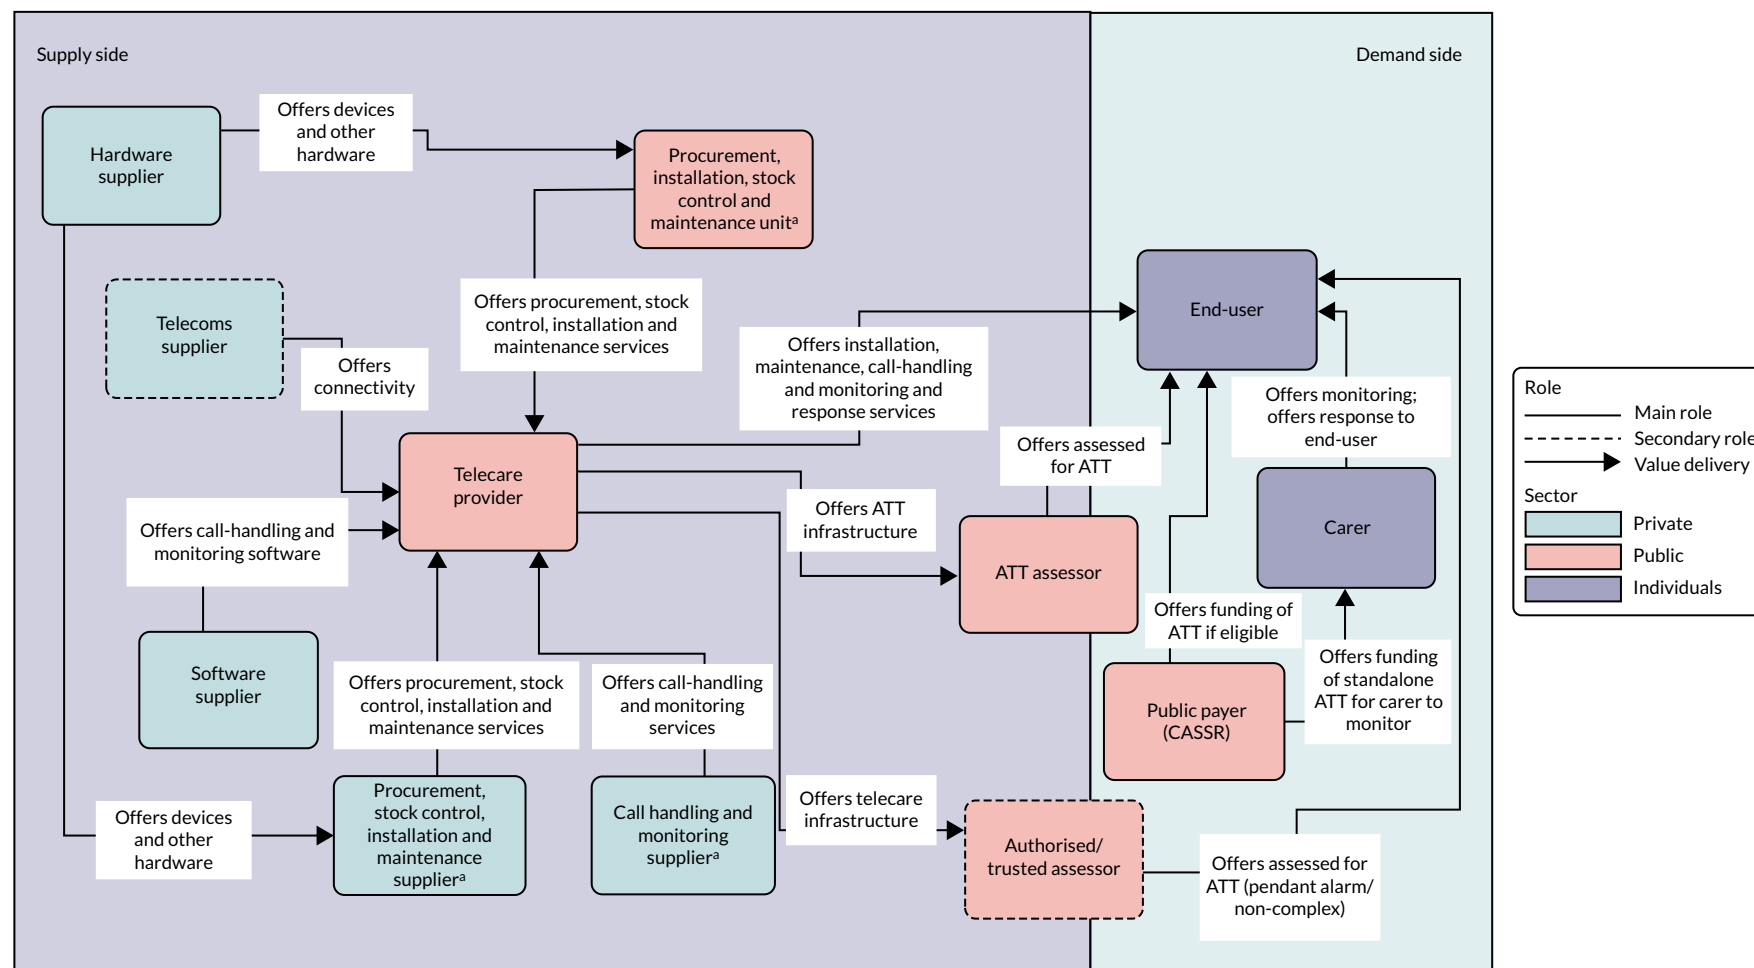 Supply side
Demand side
Hardware
supplier
Offers devices
and other
hardware
Procurement,
installation, stock
control and
maintenance unitᵃ
Telecoms
supplier
Offers
connectivity
Offers procurement, stock
control, installation and
maintenance services
Offers installation,
maintenance, call-handling
and monitoring and
response services
End-user
Offers monitoring;
offers response to
end-user
Offers assessed
for ATT
Telecare
provider
Offers ATT
infrastructure
Carer
Offers call-handling and
monitoring software
ATT assessor
Offers funding of
ATT if eligible
Offers funding
of standalone
ATT for carer to
monitor
Software
supplier
Offers procurement, stock
control, installation and
maintenance services
Offers call-handling
and monitoring
services
Public payer
(CASSR)
Offers devices
and other
hardware
Procurement,
stock control,
installation and
maintenance
supplierᵃ
Call handling and
monitoring
supplierᵃ
Offers telecare
infrastructure
Authorised/
trusted assessor
Offers assessed for
ATT (pendant alarm/
non-complex)
Role
Main role
Secondary role
Value delivery
Sector
Private
Public
Individuals